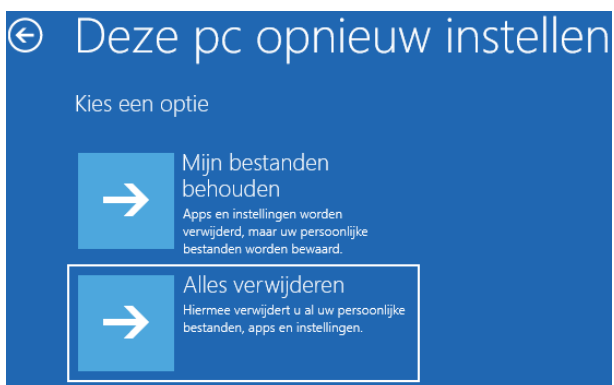 Deze pc opnieuw instellen
Kies een optie
Mijn bestanden
behouden
Apps en instellingen worden
verwijderd, maar uw persoonlijke
bestanden worden bewaard.
Alles verwijderen
Hiermee verwijdert u al uw persoonlijke
bestanden, apps en instellingen.